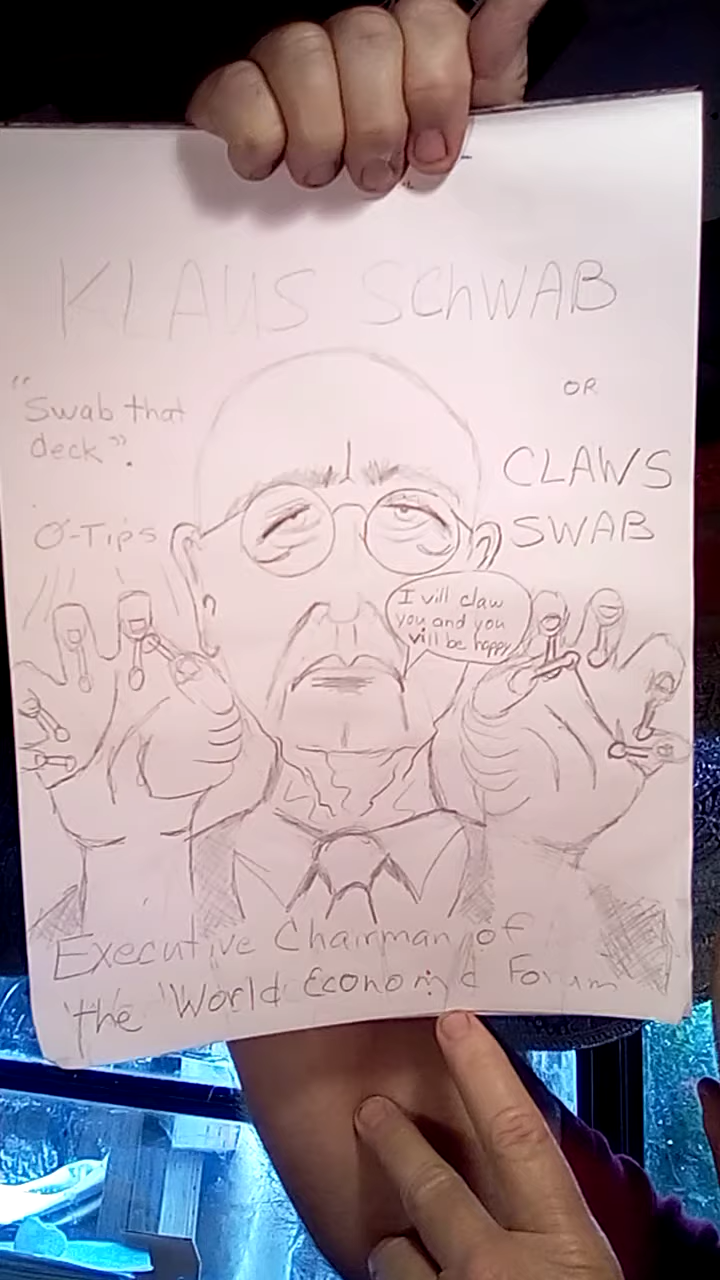 KLAUS SCHWAB
OR
CLAWS
SWAB
"Swab that
deck".
Q-Tips
I vill claw
you and you
vill be happy
Executive Chairman of
the World Economic Forum